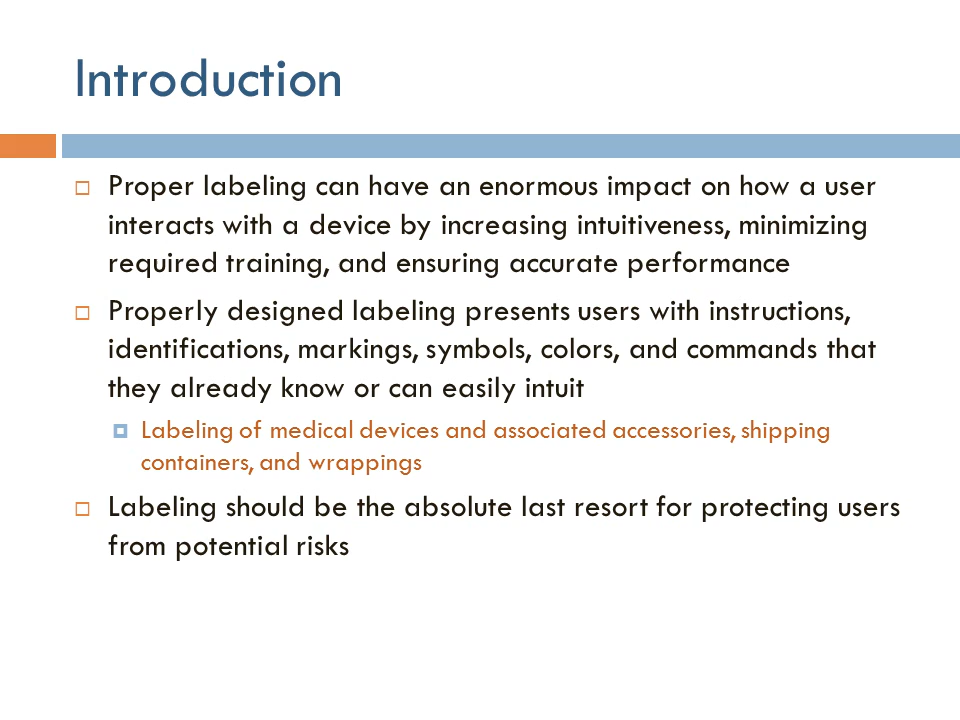 Introduction
Proper labeling can have an enormous impact on how a user
interacts with a device by increasing intuitiveness, minimizing
required training, and ensuring accurate performance
Properly designed labeling presents users with instructions,
identifications, markings, symbols, colors, and commands that
they already know or can easily intuit
Labeling of medical devices and associated accessories, shipping
containers, and wrappings
Labeling should be the absolute last resort for protecting users
from potential risks